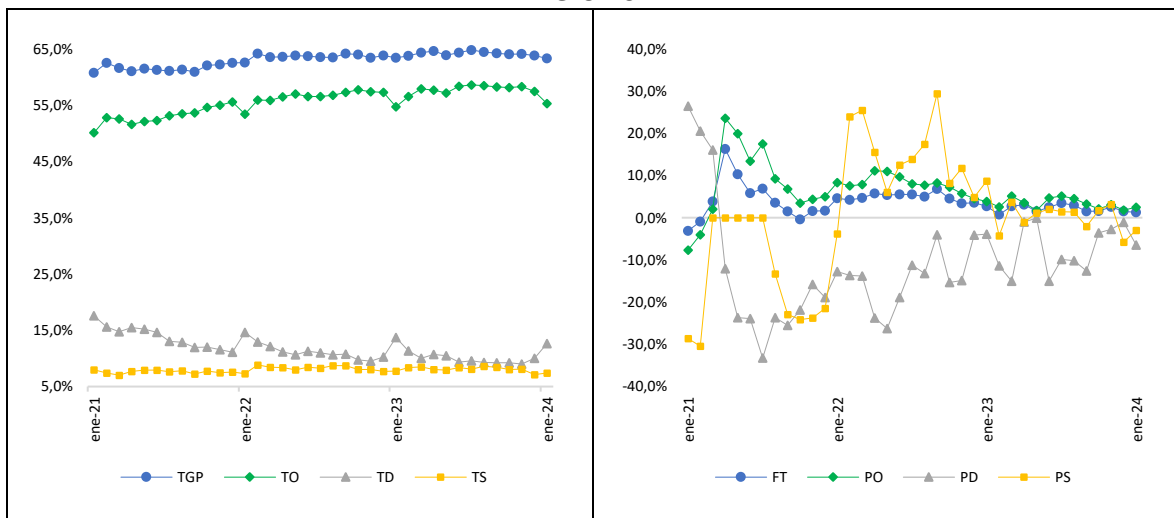 65,0%
55,0%
45,0%
35,0%
25,0%
15,0%
5,0%
ene-21
ene-22
ene-23
ene-24
TGP TO TD TS
40,0%
30,0%
20,0%
10,0%
0,0%
-10,0%
-20,0%
-30,0%
-40,0%
ene-21
ene-22
ene-23
ene-24
FT PO PD PS